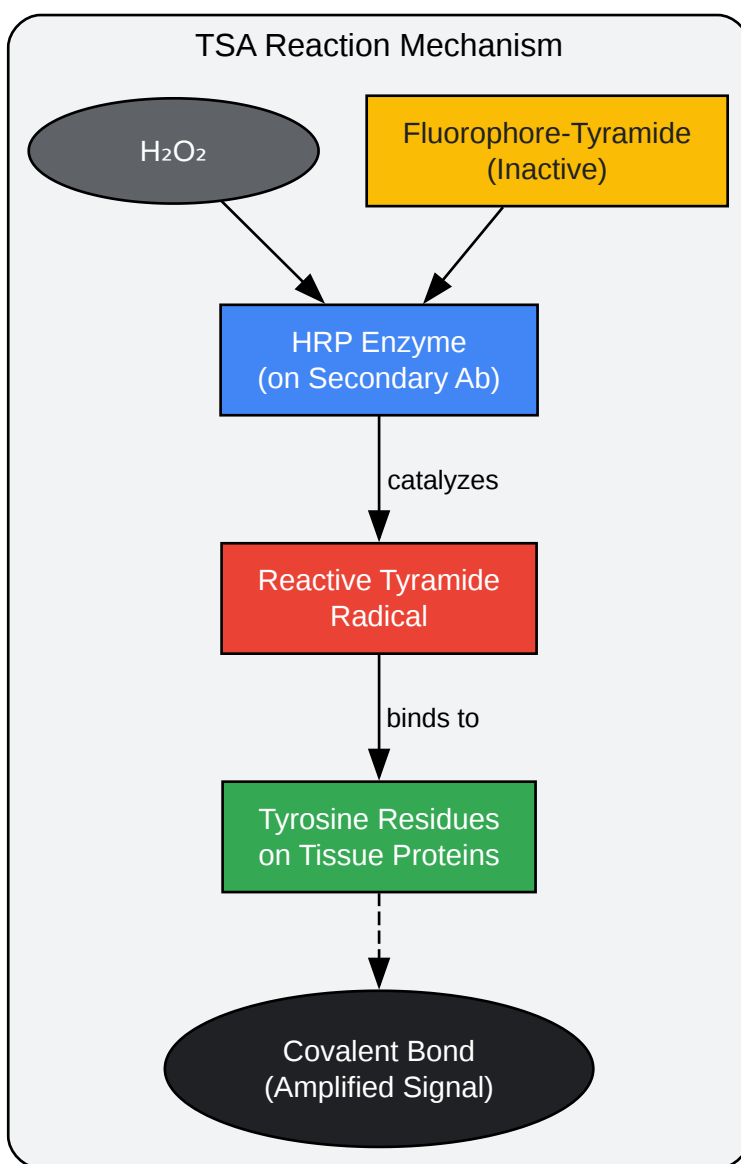 TSA Reaction Mechanism
H₂O₂
Fluorophore-Tyramide
(Inactive)
HRP Enzyme
(on Secondary Ab)
catalyzes
Reactive Tyramide
Radical
binds to
Tyrosine Residues
on Tissue Proteins
Covalent Bond
(Amplified Signal)